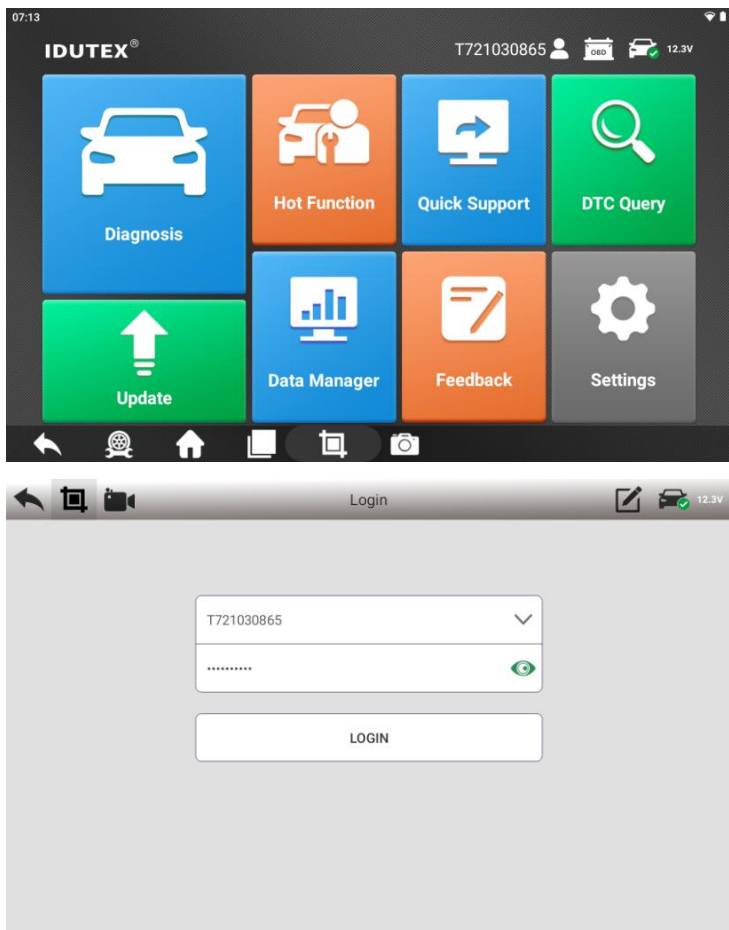 07:13
IDUTEX®
T721030865
OBD
12.3V
Diagnosis
Hot Function
Quick Support
DTC Query
Update
Data Manager
Feedback
Settings
Login
12.3V
T721030865
··········
LOGIN